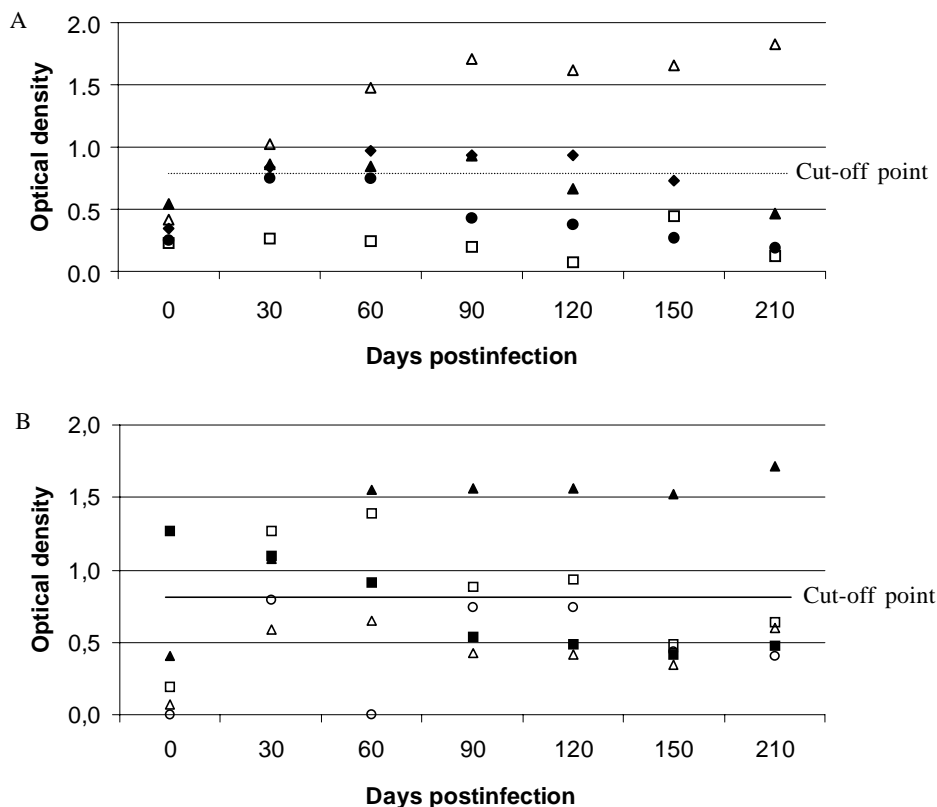 A
2.0
1.5
1.0
0.5
0.0
Optical density
Cut-off point
0 30 60 90 120 150 210
Days postinfection
B
2,0
1,5
1,0
0,5
0,0
Optical density
Cut-off point
0 30 60 90 120 150 210
Days postinfection